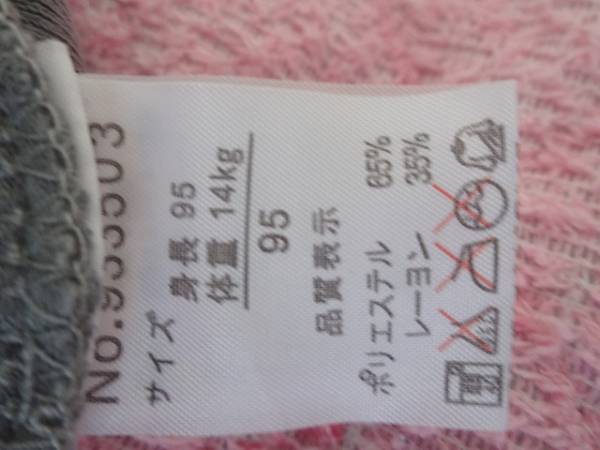 No.933503
サイズ
身長 95
体重 14kg
95
品質表示
ポリエステル 65%
レーヨン 35%